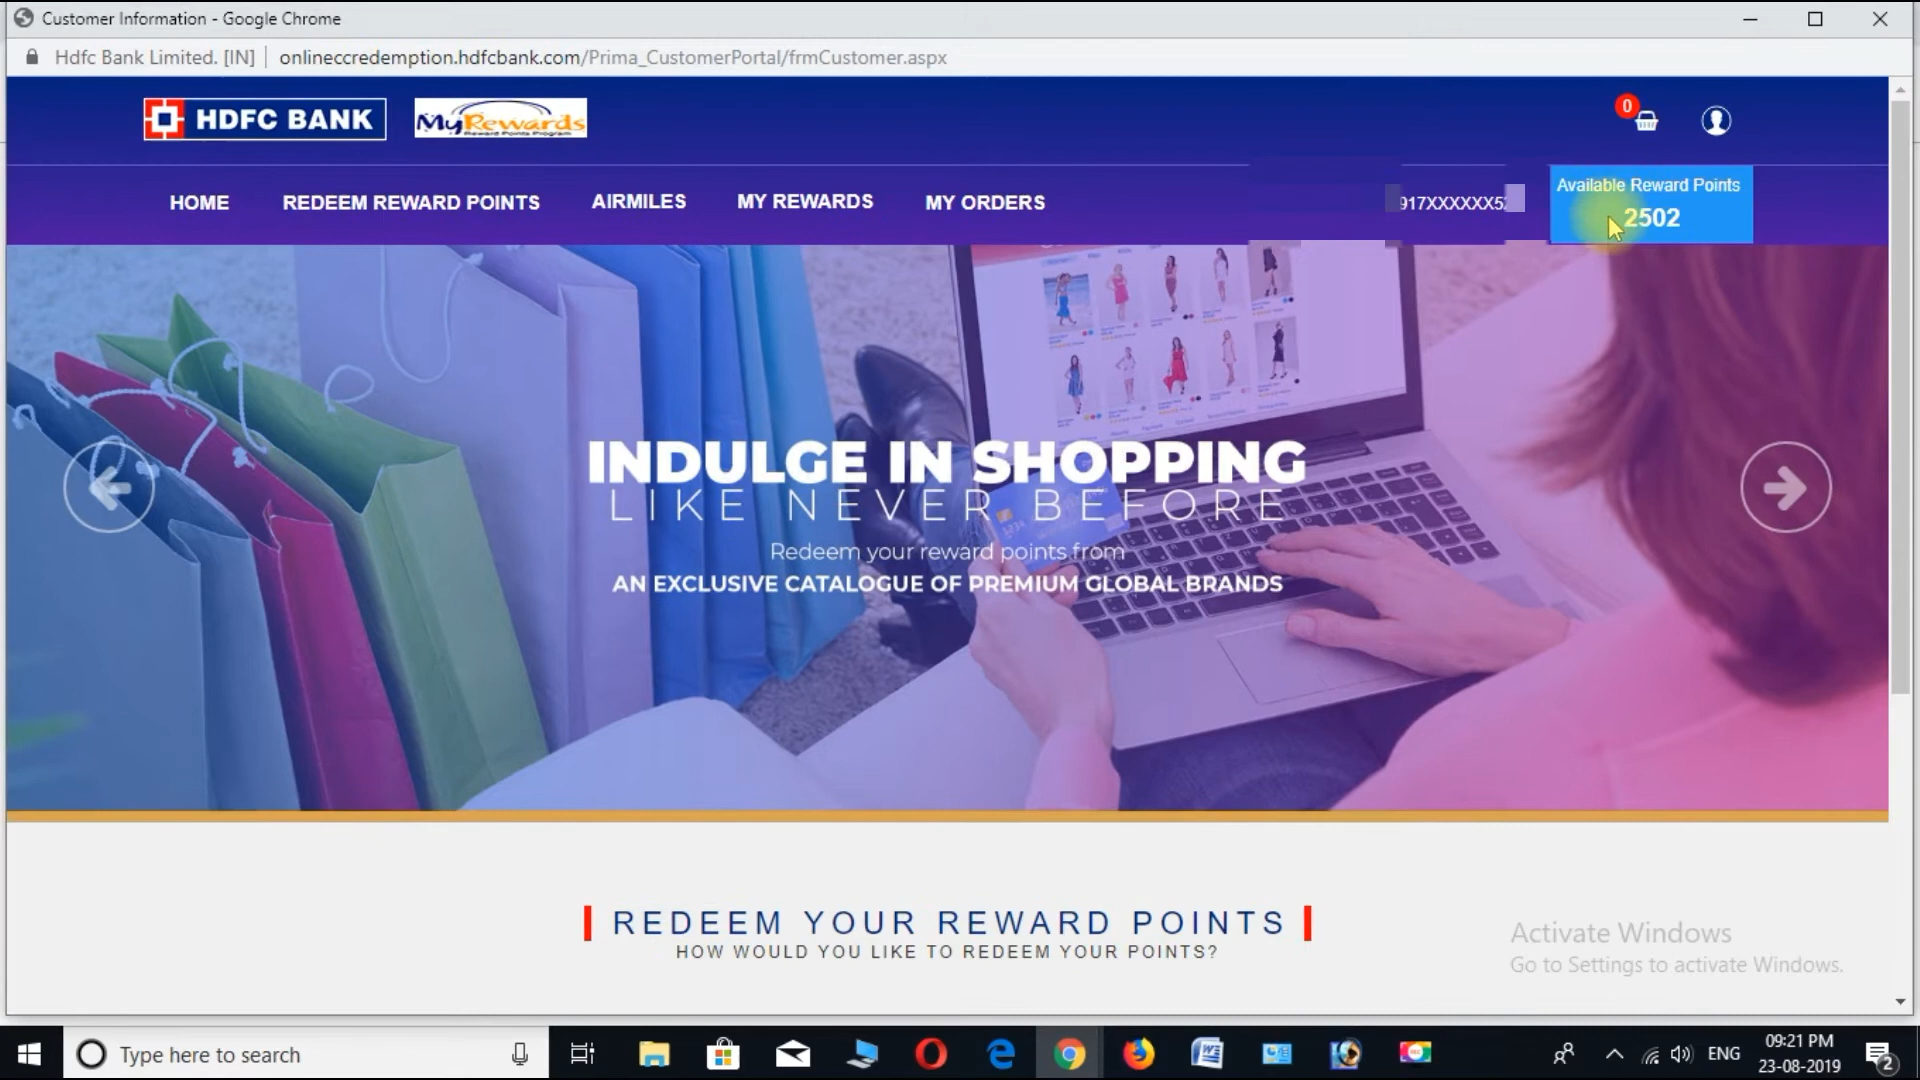 Customer Information - Google Chrome
Hdfc Bank Limited. [IN] onlineccredemption.hdfcbank.com/Prima_CustomerPortal/frmCustomer.aspx
HDFC BANK
MyRewards
Reward Points Program
0
HOME REDEEM REWARD POINTS AIRMILES MY REWARDS MY ORDERS
917XXXXXX5
Available Reward Points
2502
INDULGE IN SHOPPING
LIKE NEVER BEFORE
Redeem your reward points from
AN EXCLUSIVE CATALOGUE OF PREMIUM GLOBAL BRANDS
REDEEM YOUR REWARD POINTS
HOW WOULD YOU LIKE TO REDEEM YOUR POINTS?
Activate Windows
Go to Settings to activate Windows.
Type here to search
ENG
09:21 PM
23-08-2019
2